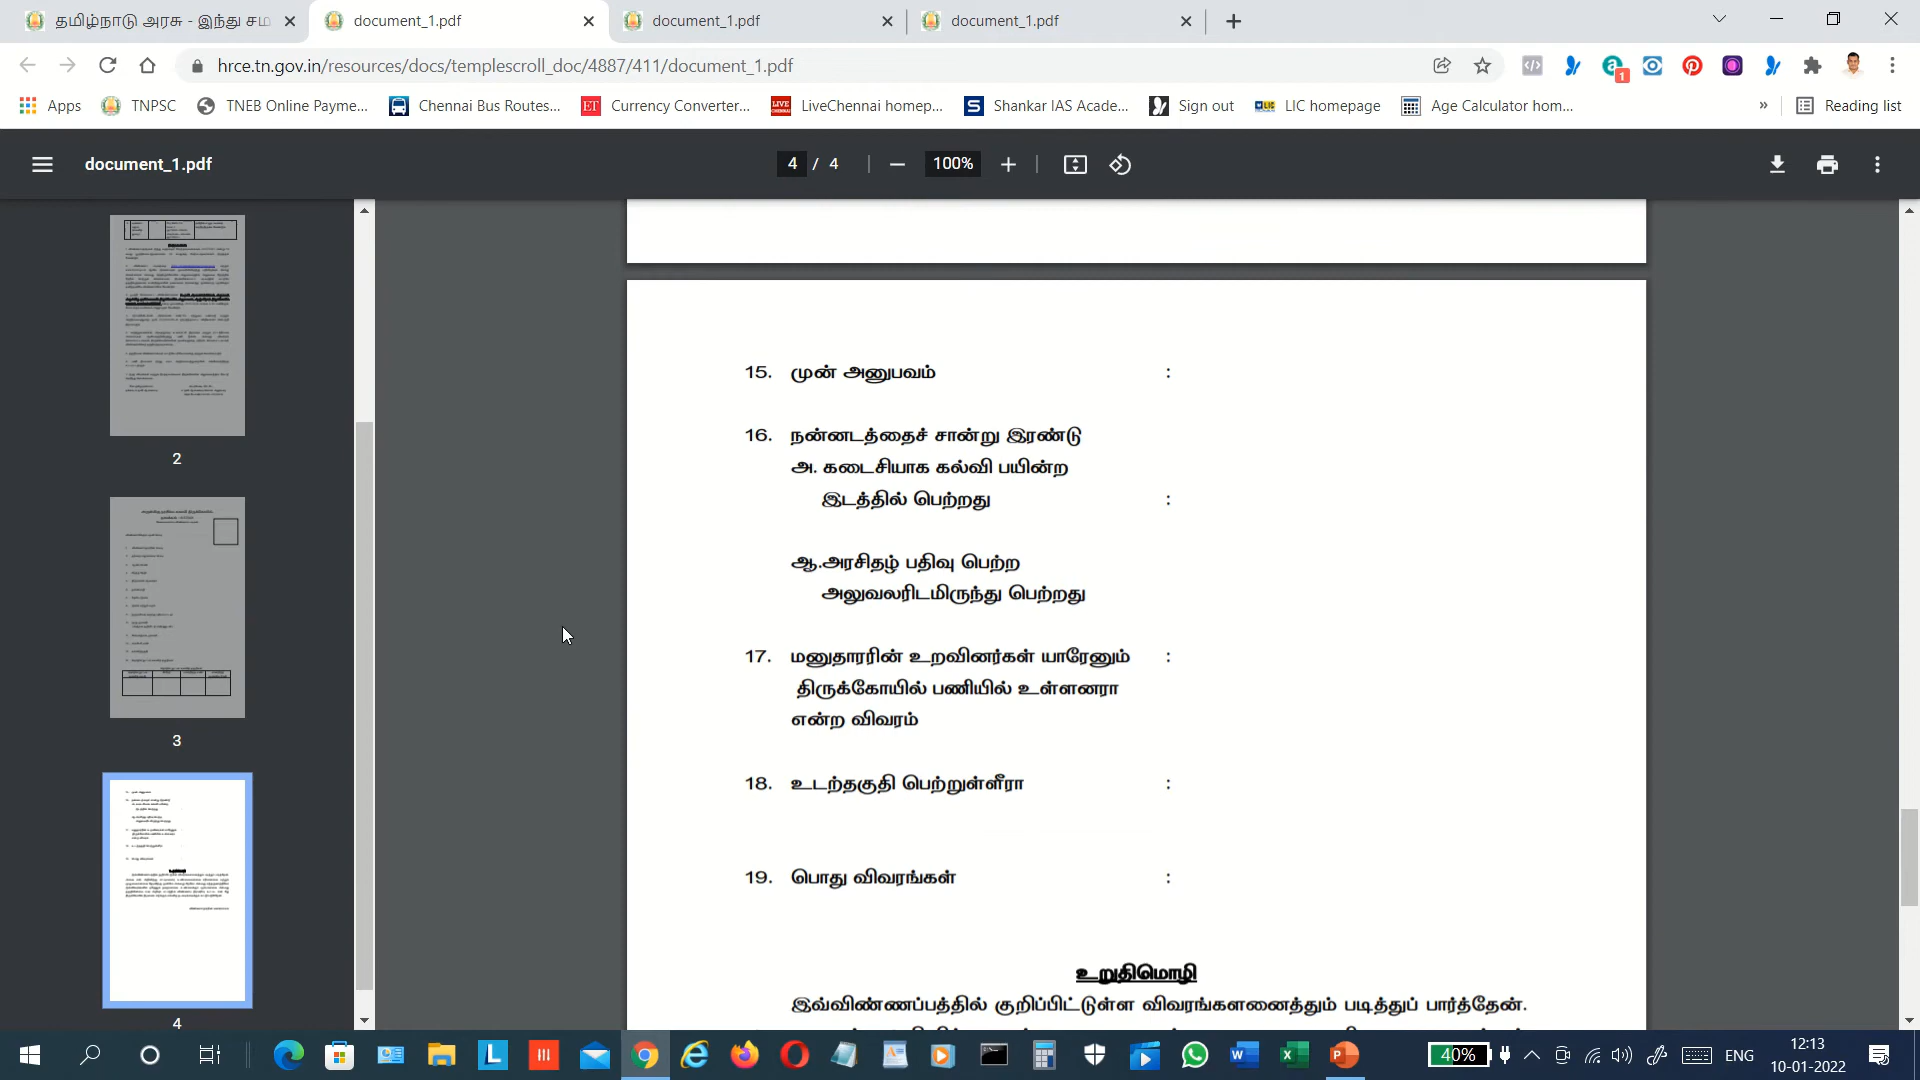 தமிழ்நாடு அரசு - இந்து சம
document_1.pdf
document_1.pdf
document_1.pdf
hrce.tn.gov.in/resources/docs/templescroll_doc/4887/411/document_1.pdf
1
Apps
TNPSC
TNEB Online Payme...
Chennai Bus Routes...
ET
Currency Converter...
LIVE CHENNAI
LiveChennai homep...
S
Shankar IAS Acade...
Sign out
LIC
LIC homepage
Age Calculator hom...
»
Reading list
document_1.pdf
4 / 4
100%
2
3
4
15. முன் அனுபவம் :
16. நன்னடத்தைச் சான்று இரண்டு
அ. கடைசியாக கல்வி பயின்ற
இடத்தில் பெற்றது :
ஆ.அரசிதழ் பதிவு பெற்ற
அலுவலரிடமிருந்து பெற்றது
17. மனுதாரரின் உறவினர்கள் யாரேனும் :
திருக்கோயில் பணியில் உள்ளனரா
என்ற விவரம்
18. உடற்தகுதி பெற்றுள்ளீரா :
19. பொது விவரங்கள் :
உறுதிமொழி
இவ்விண்ணப்பத்தில் குறிப்பிட்டுள்ள விவரங்களனைத்தும் படித்துப் பார்த்தேன்.
40%
ENG
12:13
10-01-2022